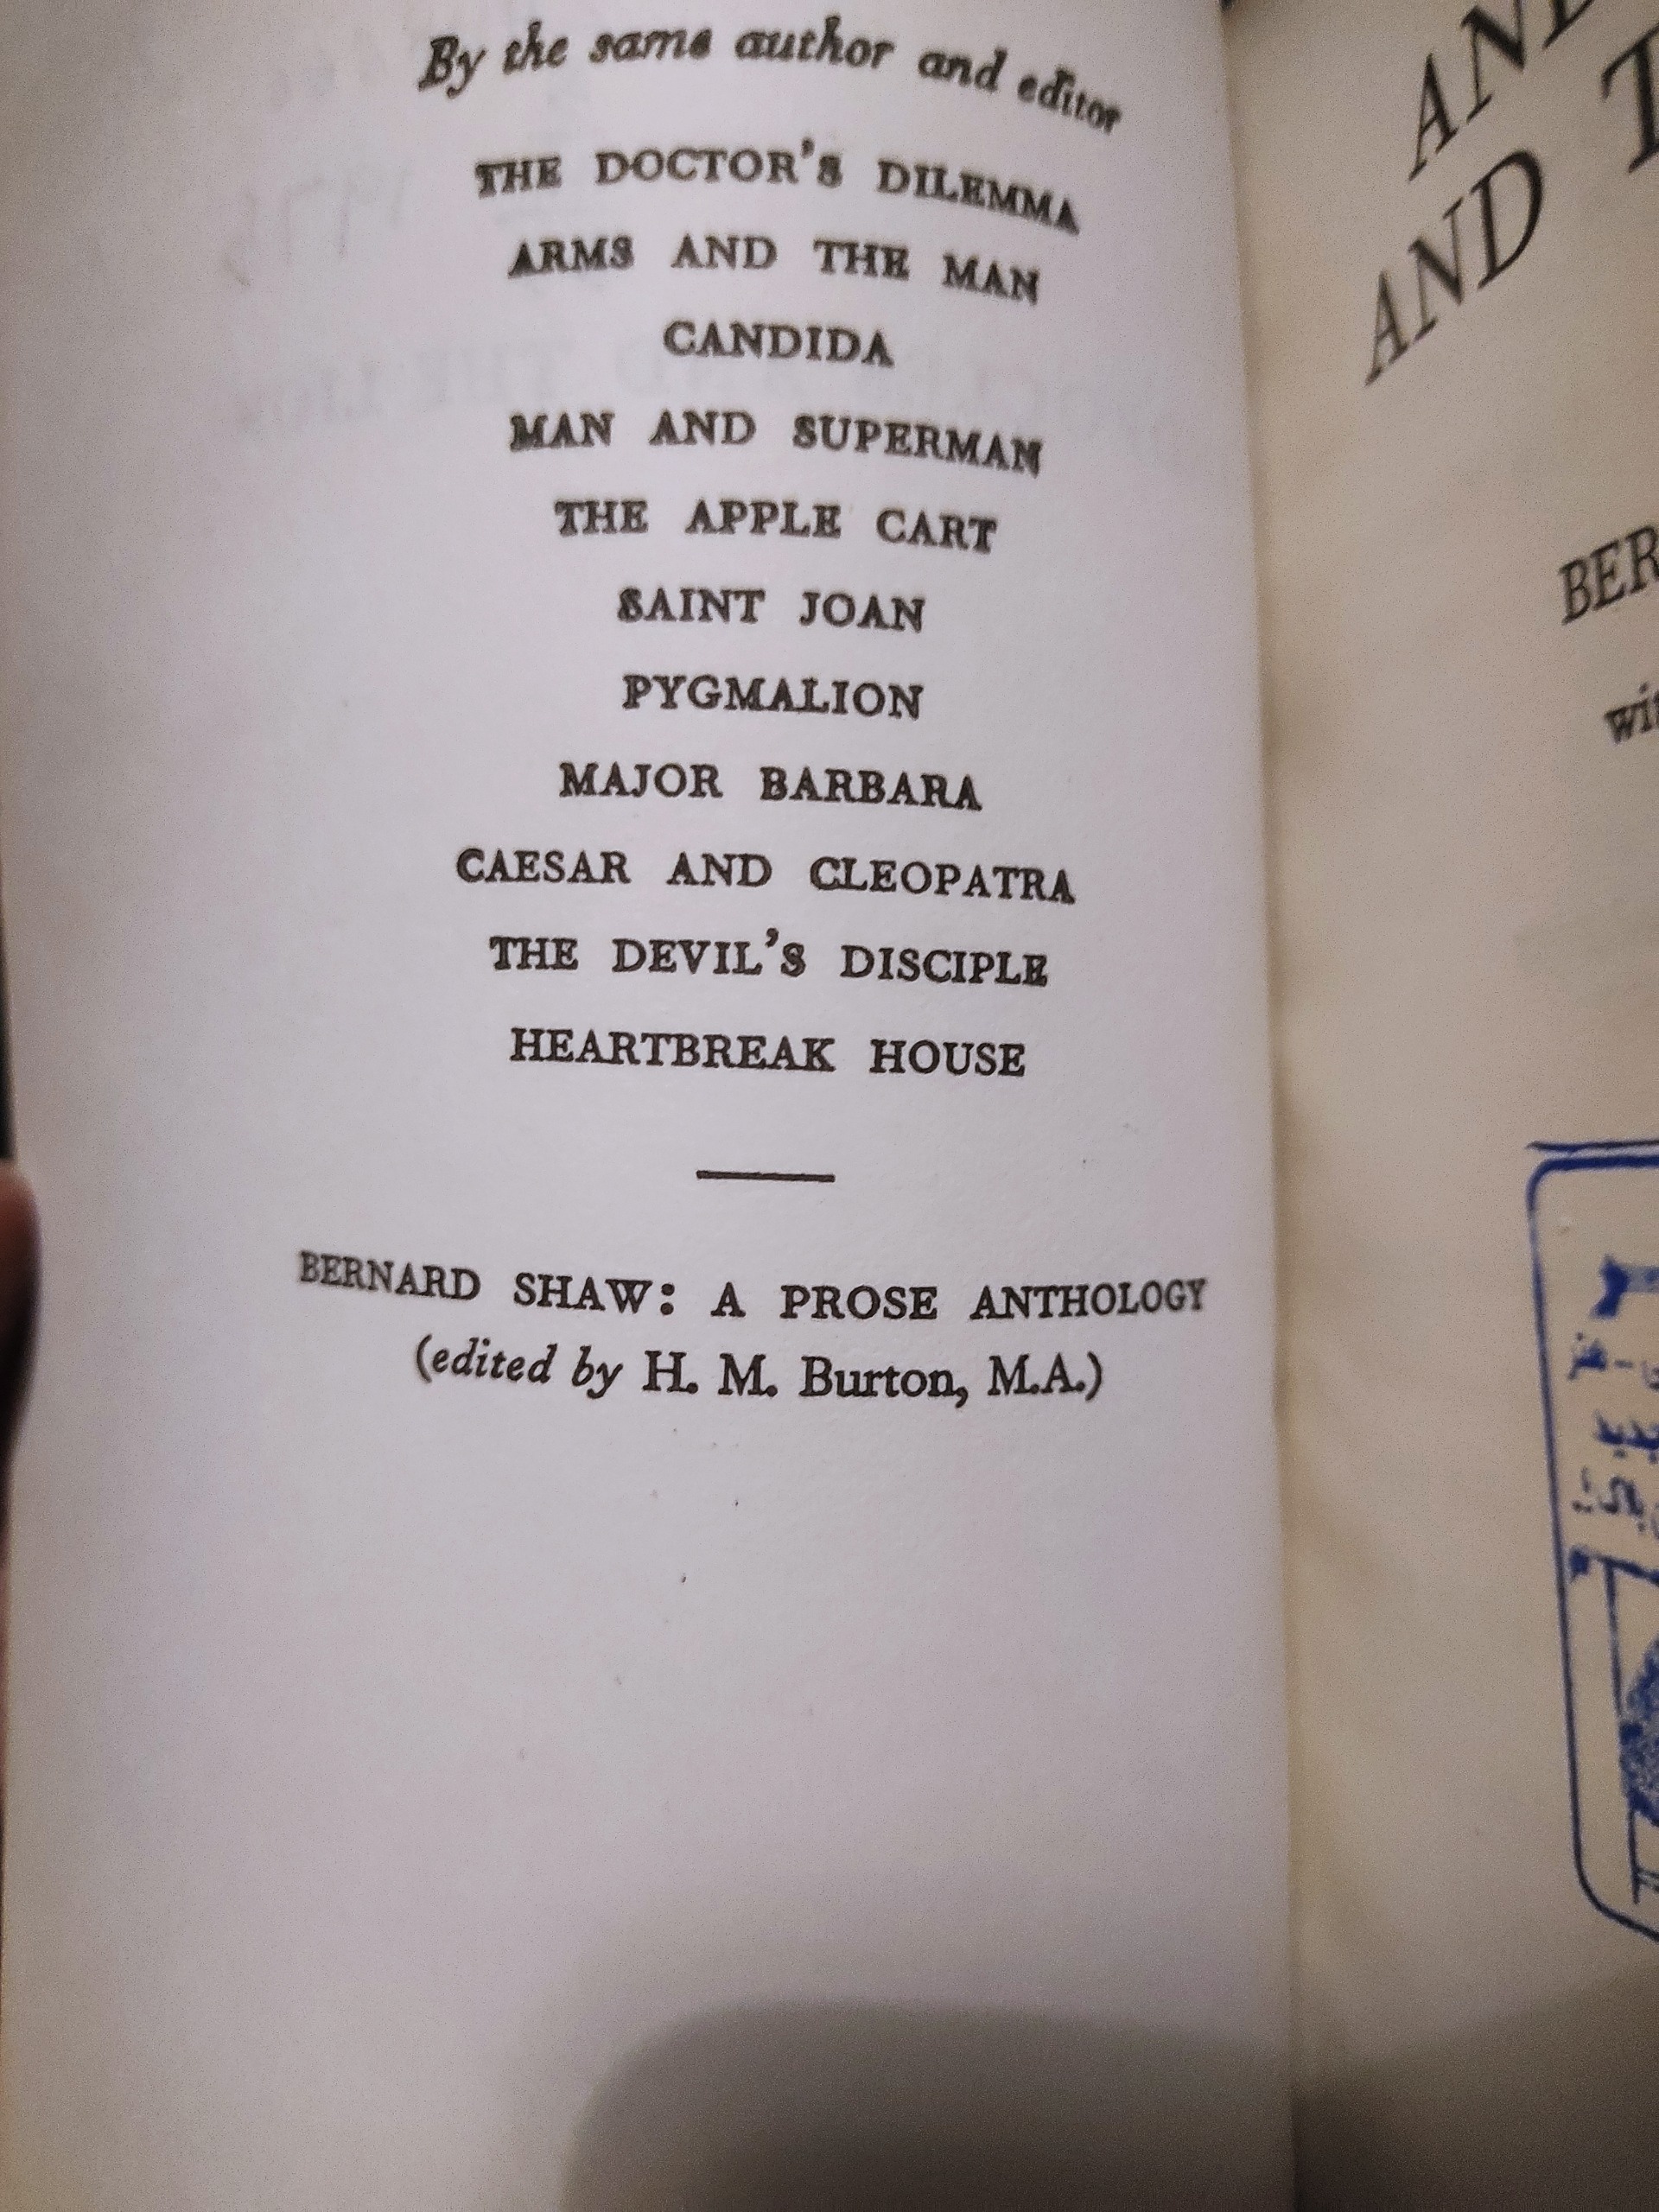 By the same author and editor
THE DOCTOR'S DILEMMA
ARMS AND THE MAN
CANDIDA
MAN AND SUPERMAN
THE APPLE CART
SAINT JOAN
PYGMALION
MAJOR BARBARA
CAESAR AND CLEOPATRA
THE DEVIL'S DISCIPLE
HEARTBREAK HOUSE
BERNARD SHAW: A PROSE ANTHOLOGY
(edited by H. M. Burton, M.A.)
AND
BER